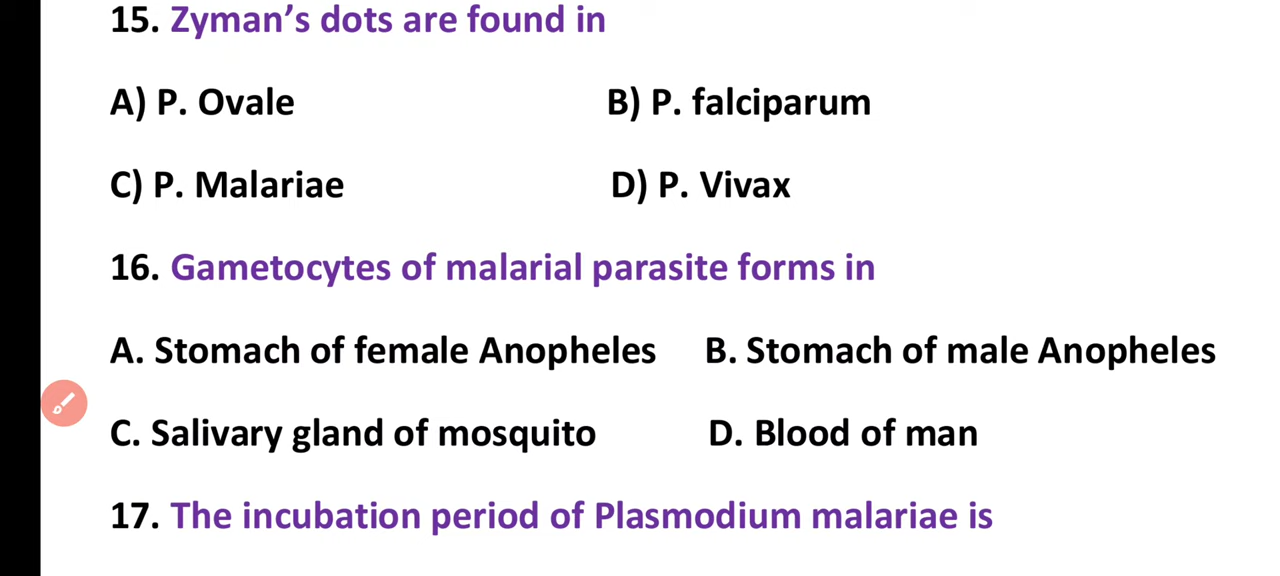 15. Zyman’s dots are found in
A) P. Ovale B) P. falciparum
C) P. Malariae D) P. Vivax
16. Gametocytes of malarial parasite forms in
A. Stomach of female Anopheles B. Stomach of male Anopheles
C. Salivary gland of mosquito D. Blood of man
17. The incubation period of Plasmodium malariae is